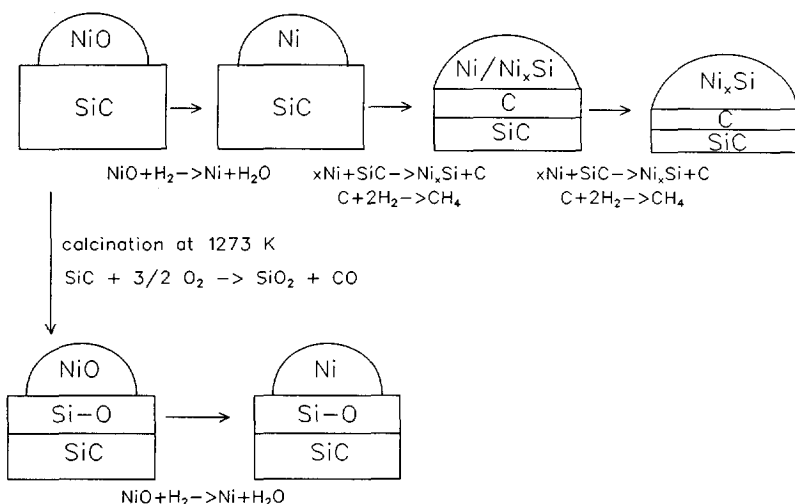 NiO
SiC
Ni
SiC
Ni/NiₓSi
C
SiC
NiₓSi
C
SiC
NiO+H₂->Ni+H₂O
xNi+SiC->NiₓSi+C
C+2H₂->CH₄
xNi+SiC->NiₓSi+C
C+2H₂->CH₄
calcination at 1273 K
SiC + 3/2 O₂ -> SiO₂ + CO
NiO
Si-O
SiC
Ni
Si-O
SiC
NiO+H₂->Ni+H₂O